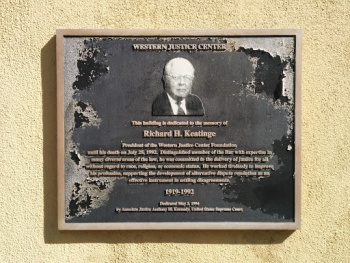 WESTERN JUSTICE CENTER
This building is dedicated to the memory of
Richard H. Keatinge
President of the Western Justice Center Foundation
until his death on July 25, 1992. Distinguished member of the Bar with expertise in
many diverse areas of the law, he was committed to the delivery of justice for all,
without regard to race, religion, or economic status. He worked tirelessly to improve
his profession, supporting the development of alternative dispute resolution as an
effective instrument in settling disagreements.
1919-1992
Dedicated May 2, 1994
by Associate Justice Anthony M. Kennedy, United States Supreme Court